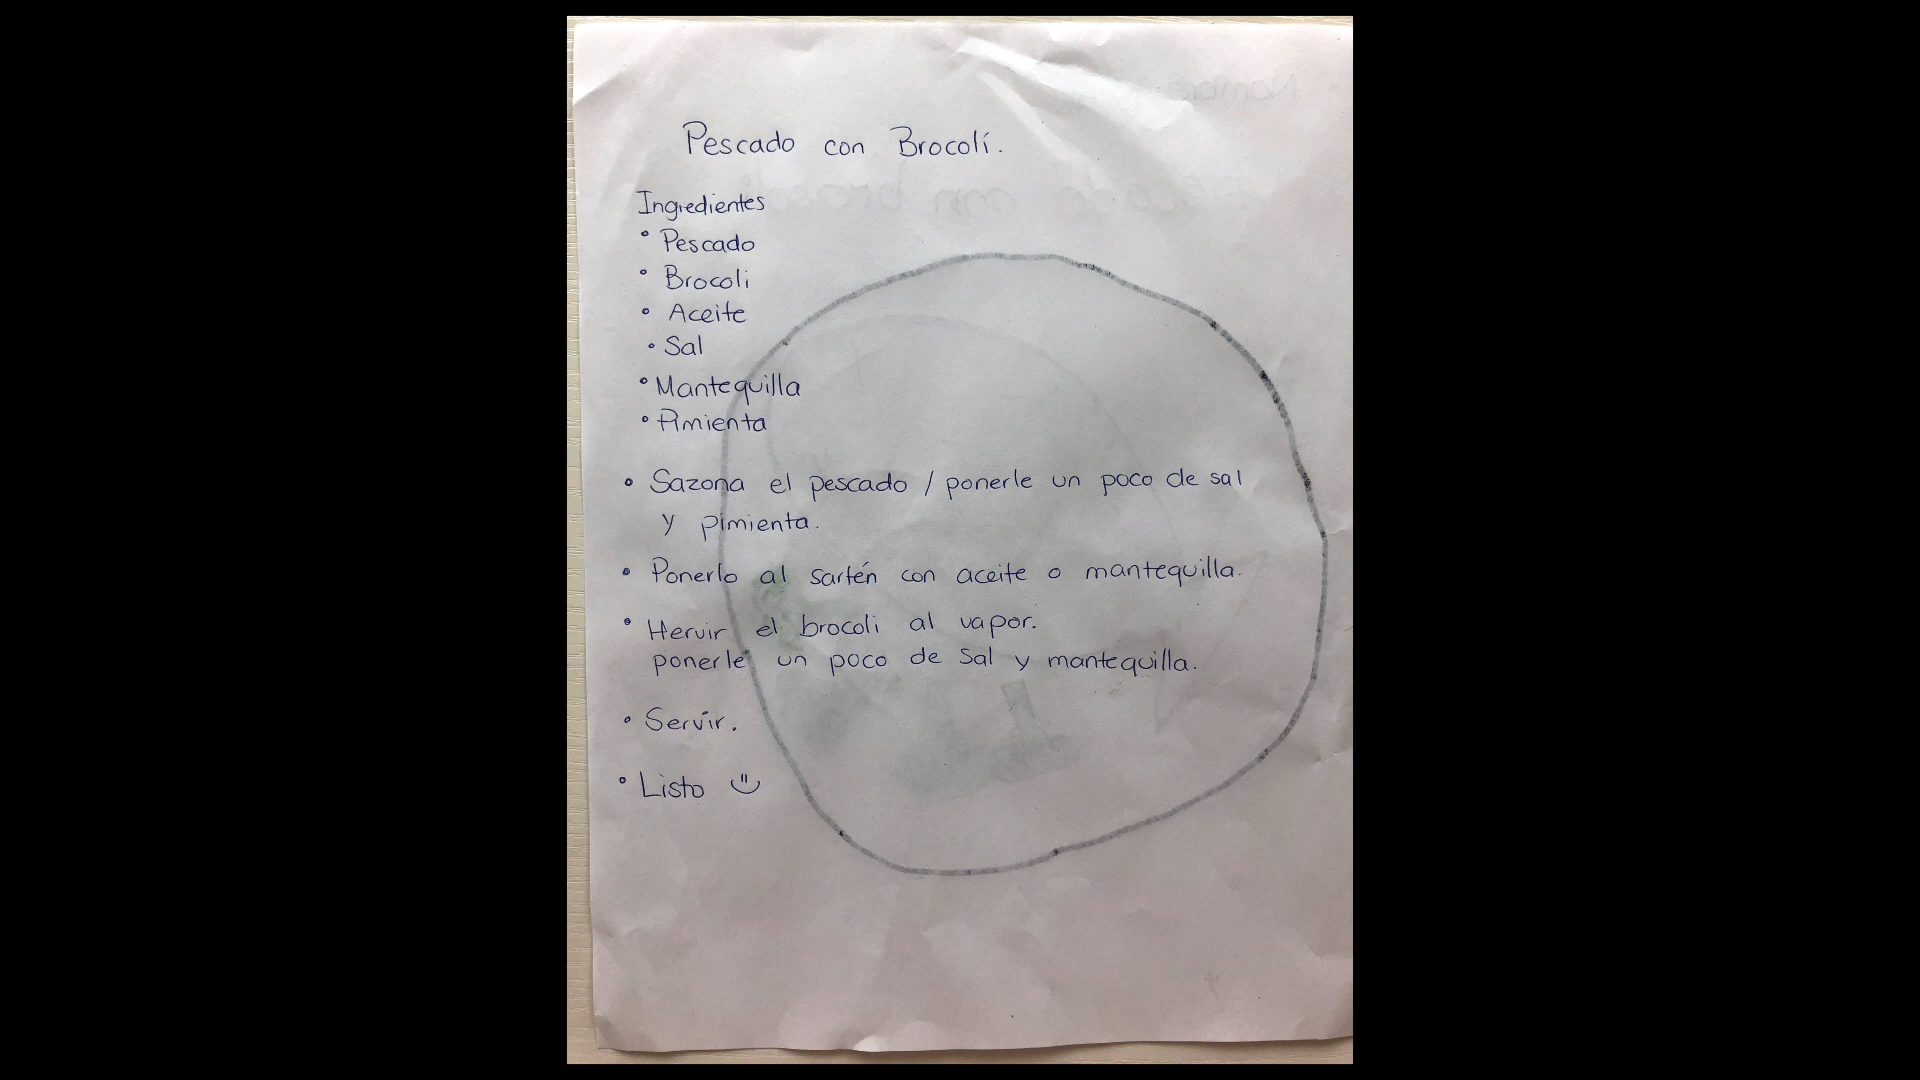 Pescado con Brocolí.
Ingredientes
• Pescado
• Brocoli
• Aceite
• Sal
• Mantequilla
• Pimienta
• Sazona el pescado / ponerle un poco de sal
y pimienta.
• Ponerlo al sartén con aceite o mantequilla.
• Hervir el brocoli al vapor.
ponerle un poco de sal y mantequilla.
• Servir.
• Listo